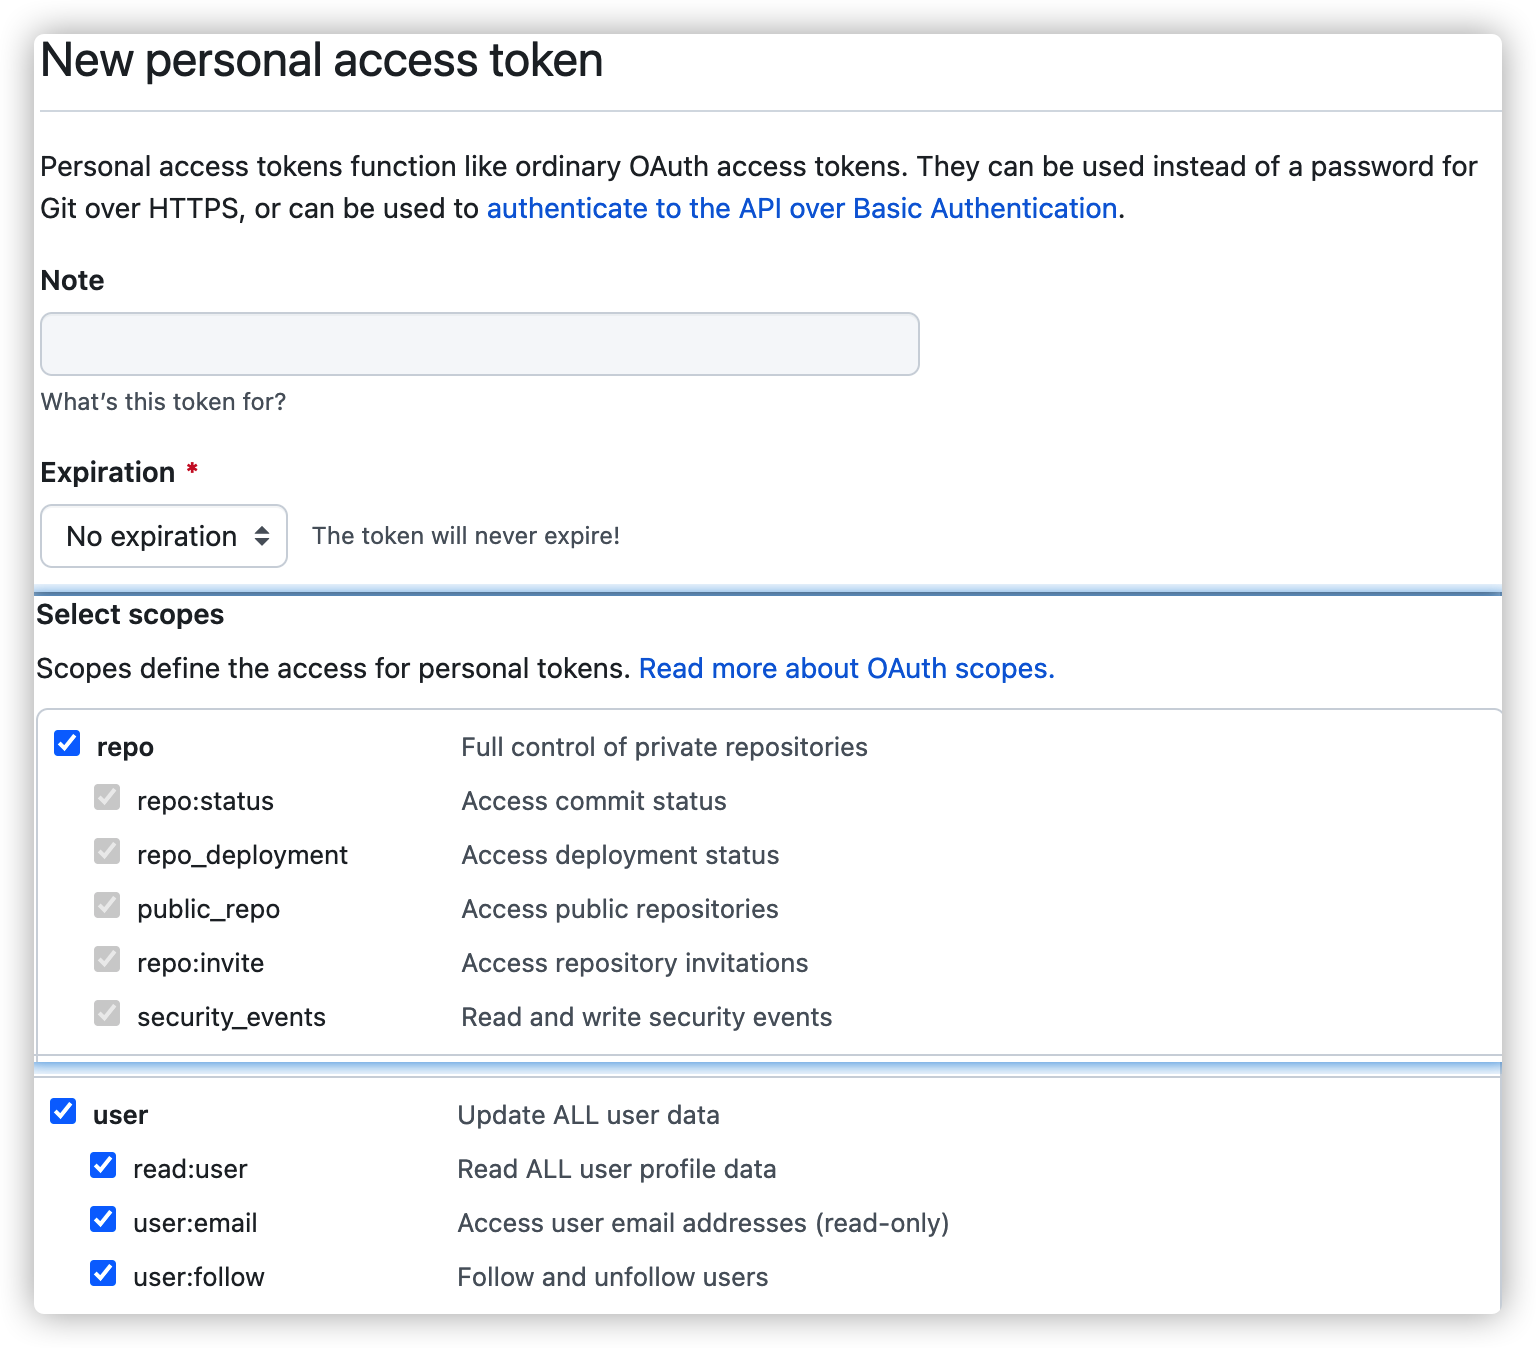 New personal access token
Personal access tokens function like ordinary OAuth access tokens. They can be used instead of a password for
Git over HTTPS, or can be used to authenticate to the API over Basic Authentication.
Note
What's this token for?
Expiration *
No expiration The token will never expire!
Select scopes
Scopes define the access for personal tokens. Read more about OAuth scopes.
repo Full control of private repositories
repo:status Access commit status
repo_deployment Access deployment status
public_repo Access public repositories
repo:invite Access repository invitations
security_events Read and write security events
user Update ALL user data
read:user Read ALL user profile data
user:email Access user email addresses (read-only)
user:follow Follow and unfollow users